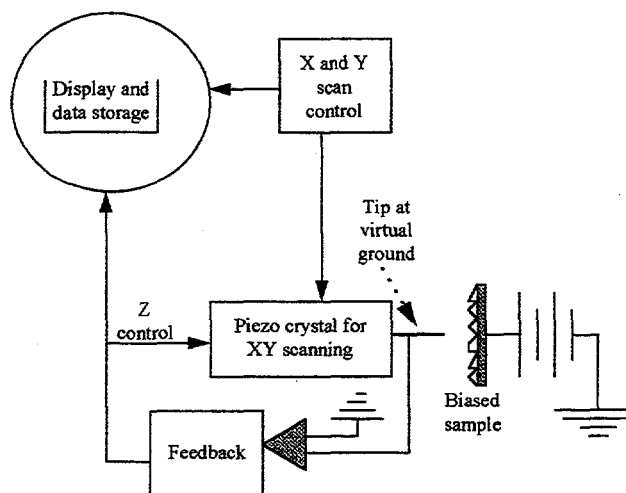 Display and
data storage
X and Y
scan
control
Tip at
virtual
ground
Z
control
Piezo crystal for
XY scanning
Biased
sample
Feedback